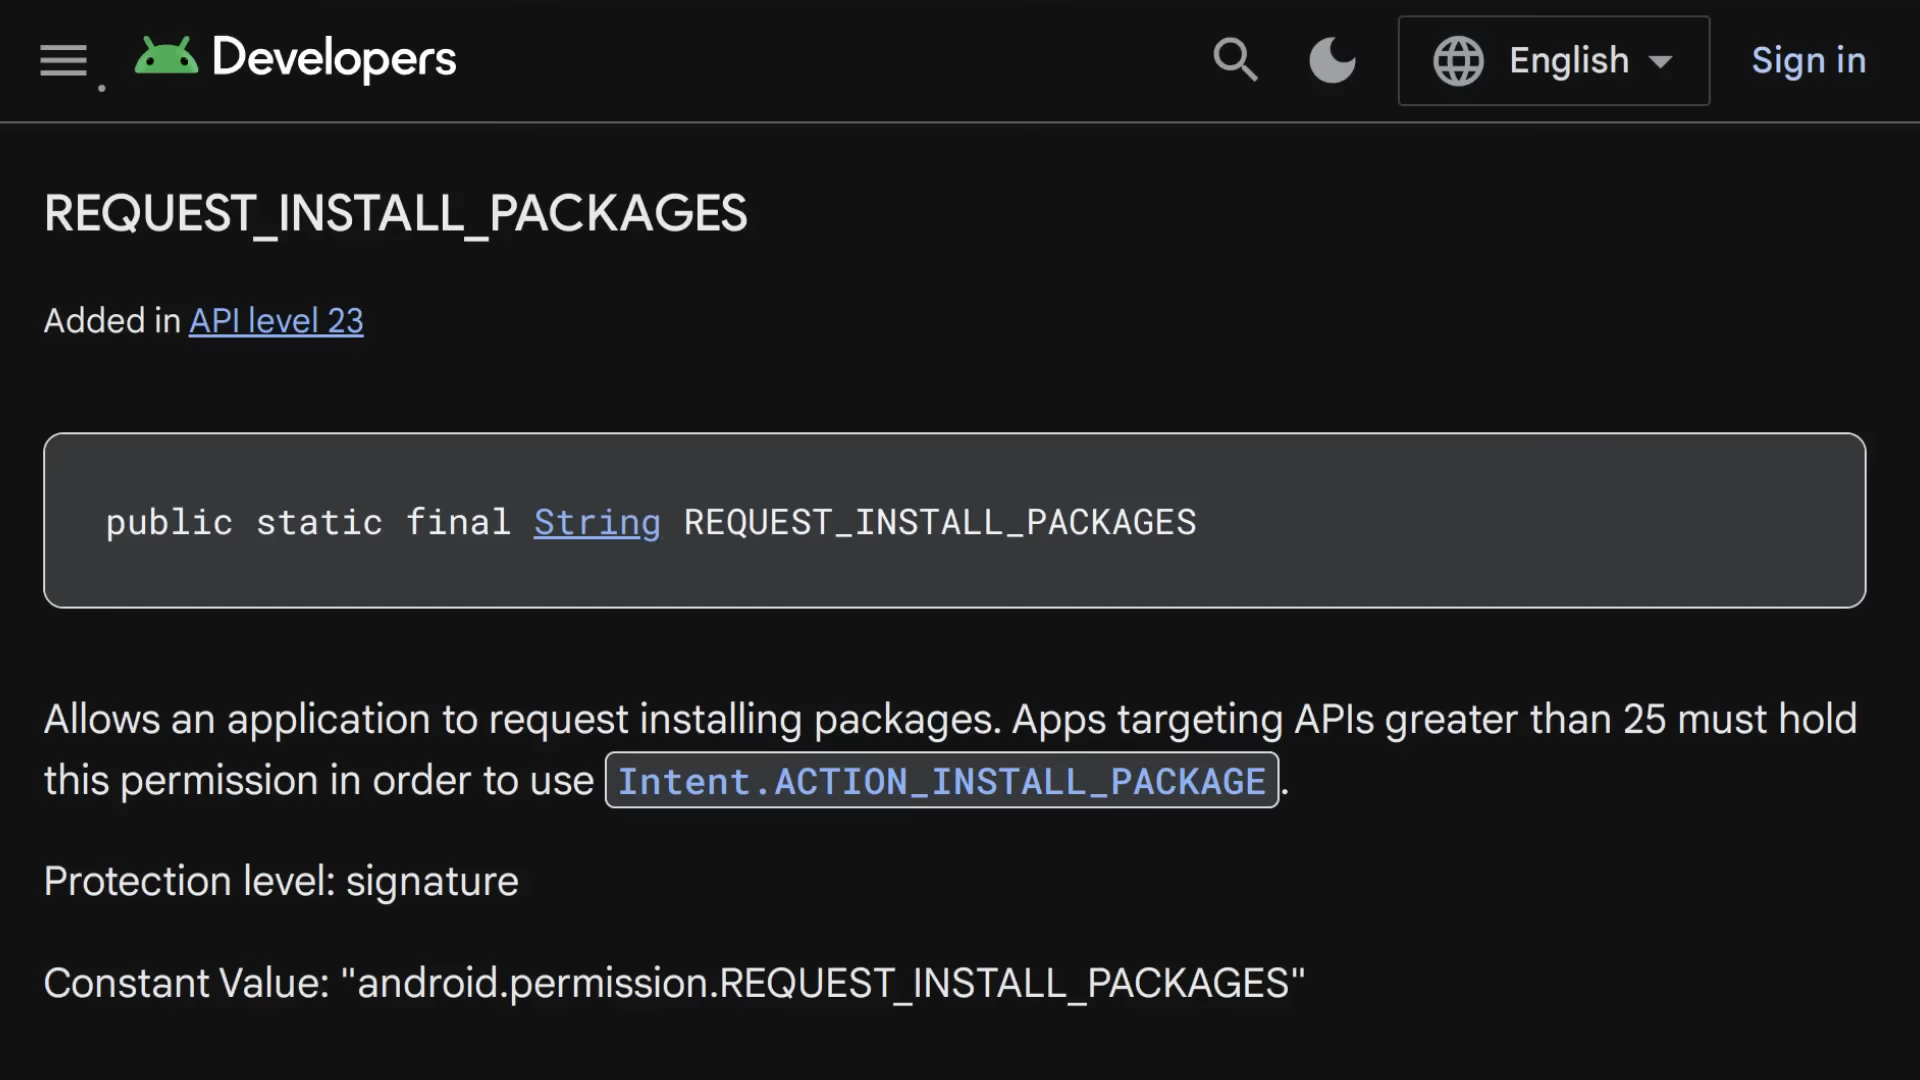 Developers
English
Sign in
REQUEST_INSTALL_PACKAGES
Added in API level 23
public static final String REQUEST_INSTALL_PACKAGES
Allows an application to request installing packages. Apps targeting APIs greater than 25 must hold
this permission in order to use Intent.ACTION_INSTALL_PACKAGE.
Protection level: signature
Constant Value: "android.permission.REQUEST_INSTALL_PACKAGES"